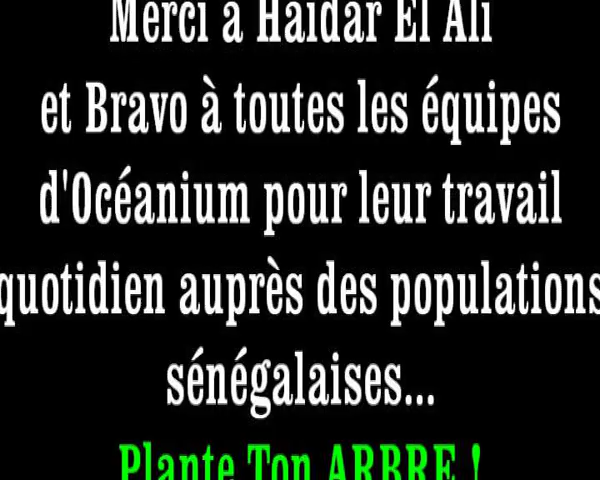 Merci à Haïdar El Ali
et Bravo à toutes les équipes
d'Océanium pour leur travail
quotidien auprès des populations
sénégalaises...
Plante Ton ARBRE !